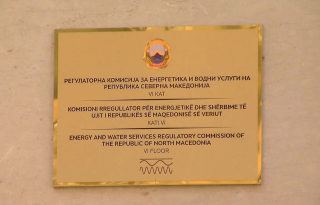 РЕГУЛАТОРНА КОМИСИЈА ЗА ЕНЕРГЕТИКА И ВОДНИ УСЛУГИ НА
РЕПУБЛИКА СЕВЕРНА МАКЕДОНИЈА
VI КАТ
KOMISIONI RREGULLATOR PËR ENERGJETIKË DHE SHËRBIME TË
UJIT I REPUBLIKËS SË MAQEDONISË SË VERIUT
KATI VI
ENERGY AND WATER SERVICES REGULATORY COMMISSION OF
THE REPUBLIC OF NORTH MACEDONIA
VI FLOOR